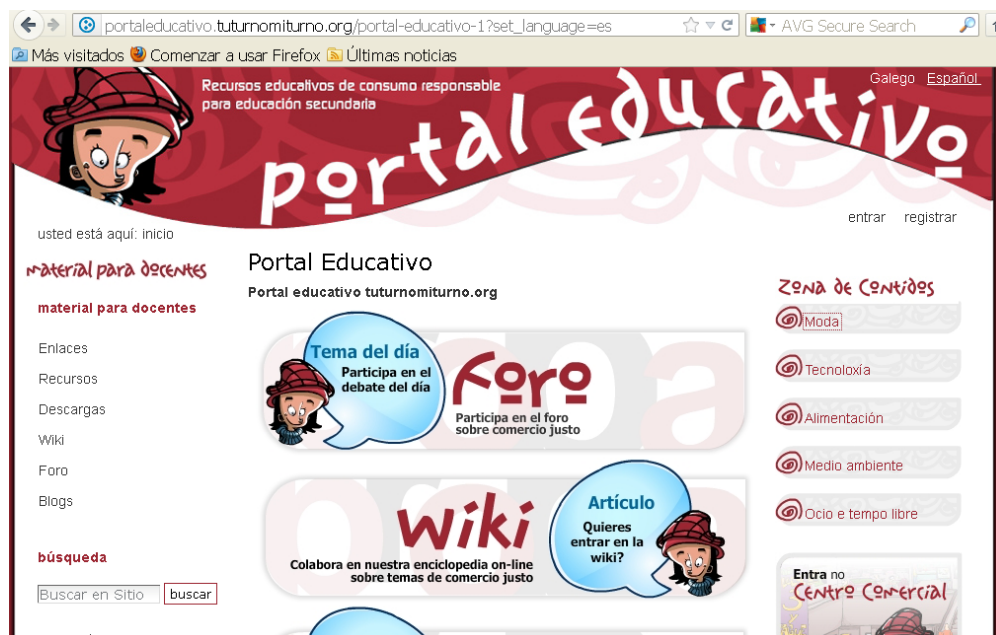 portaleducativo.tuturnomiturno.org/portal-educativo-1?set_language=es
AVG Secure Search
Más visitados Comenzar a usar Firefox Últimas noticias
Recursos educativos de consumo responsable
para educación secundaria
portal educativo
Galego Español
entrar registrar
usted está aquí: inicio
material para docentes
material para docentes
Enlaces
Recursos
Descargas
Wiki
Foro
Blogs
búsqueda
Buscar en Sitio buscar
Portal Educativo
Portal educativo tuturnomiturno.org
Tema del día
Participa en el
debate del día
Foro
Participa en el foro
sobre comercio justo
Wiki
Colabora en nuestra enciclopedia on-line
sobre temas de comercio justo
Artículo
Quieres
entrar en la
wiki?
Zona de Contidos
Moda
Tecnoloxía
Alimentación
Medio ambiente
Ocio e tempo libre
Entra no
Centro Comercial